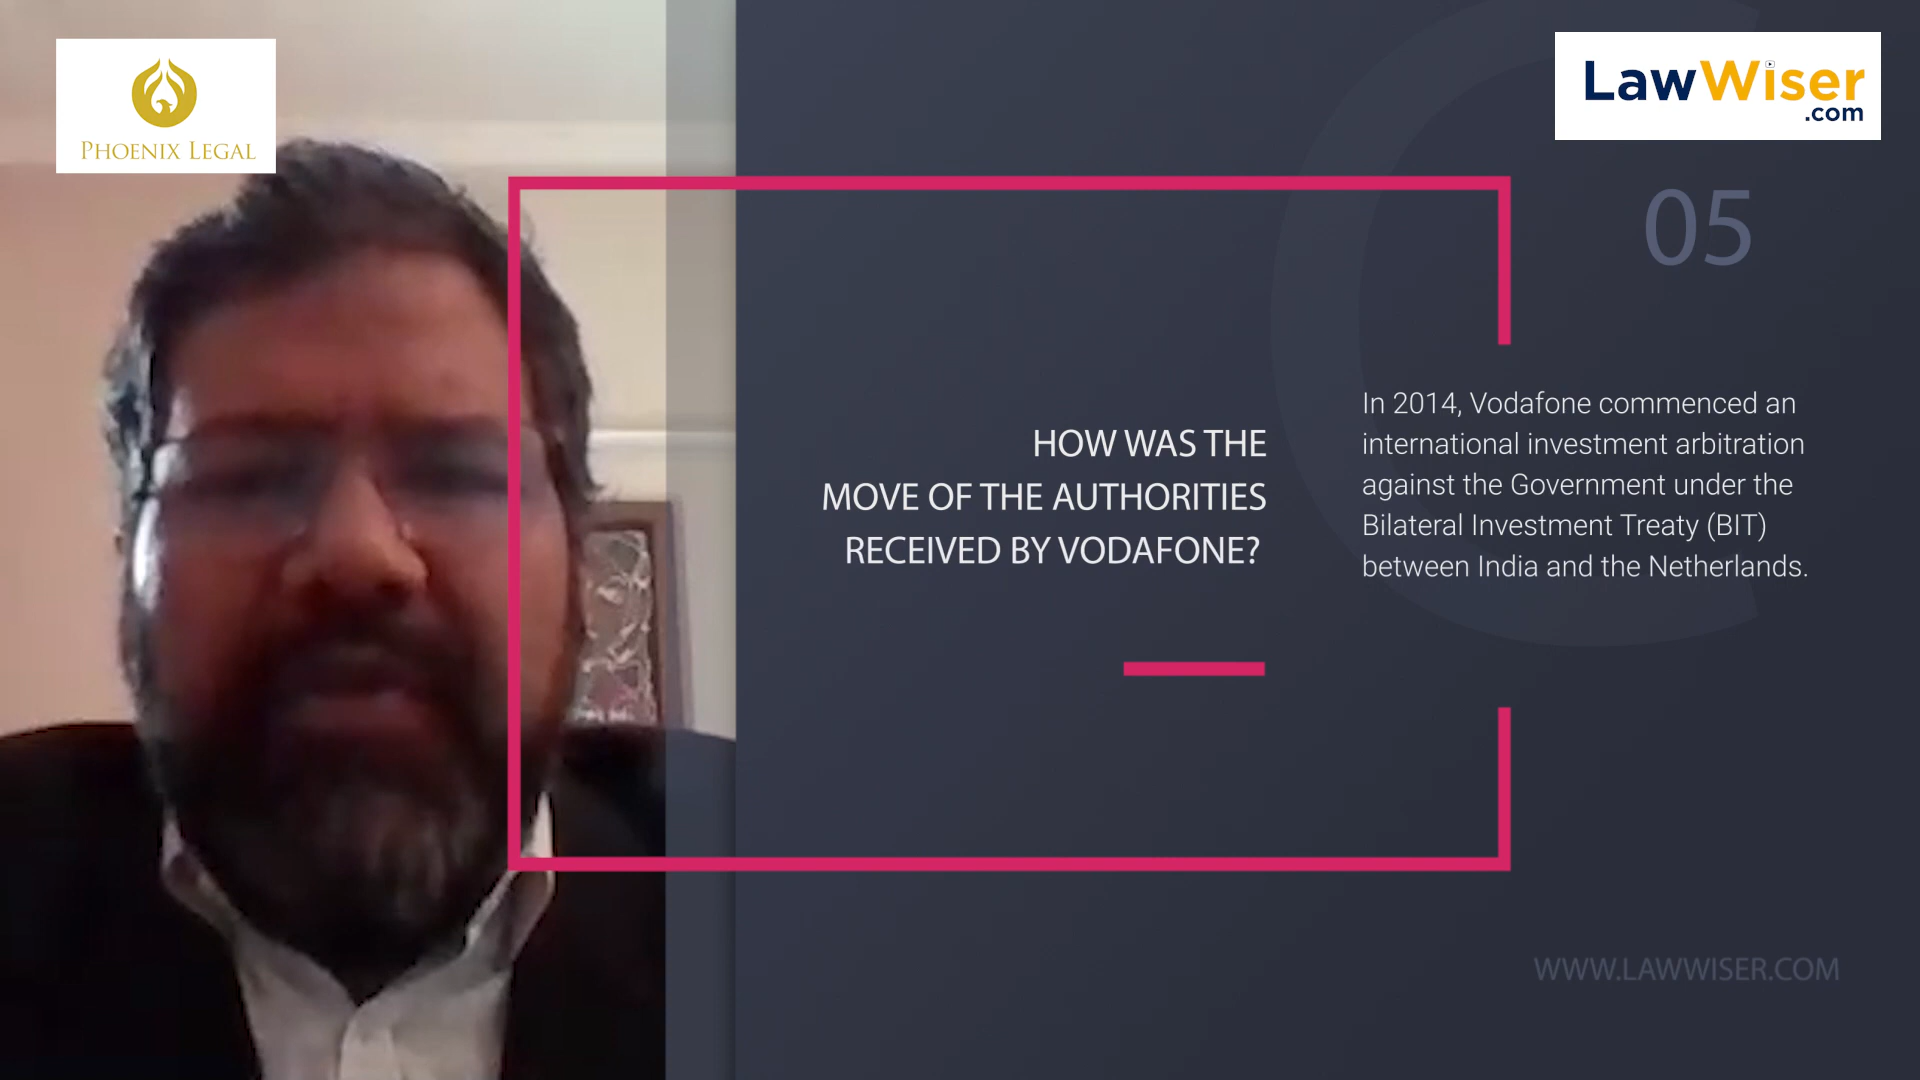 PHOENIX LEGAL
LawWiser
.com
05
HOW WAS THE
MOVE OF THE AUTHORITIES
RECEIVED BY VODAFONE?
In 2014, Vodafone commenced an
international investment arbitration
against the Government under the
Bilateral Investment Treaty (BIT)
between India and the Netherlands.
WWW.LAWWISER.COM